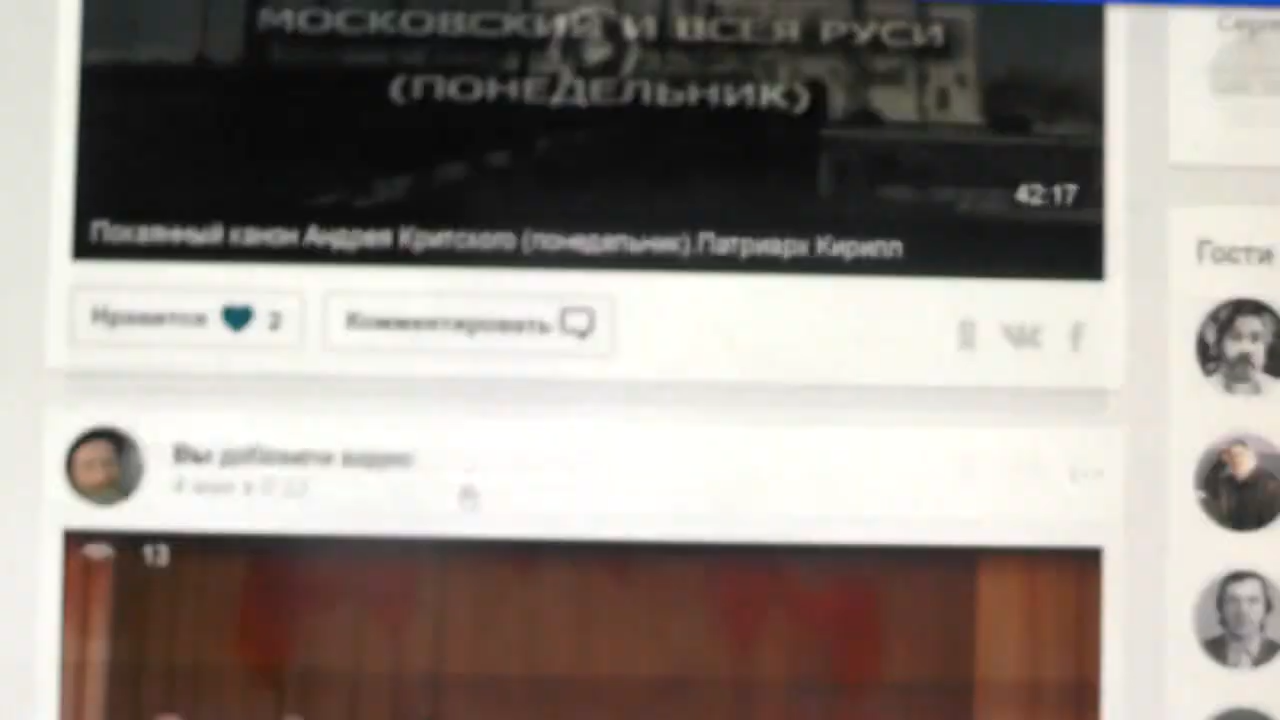 МОСКОВСКИЙ И ВСЕЯ РУСИ
(ПОНЕДЕЛЬНИК)
42:17
Покаянный канон Андрея Критского (понедельник).Патриарх Кирилл
Нравится 2
Комментировать
Гости
Вы добавили видео
13